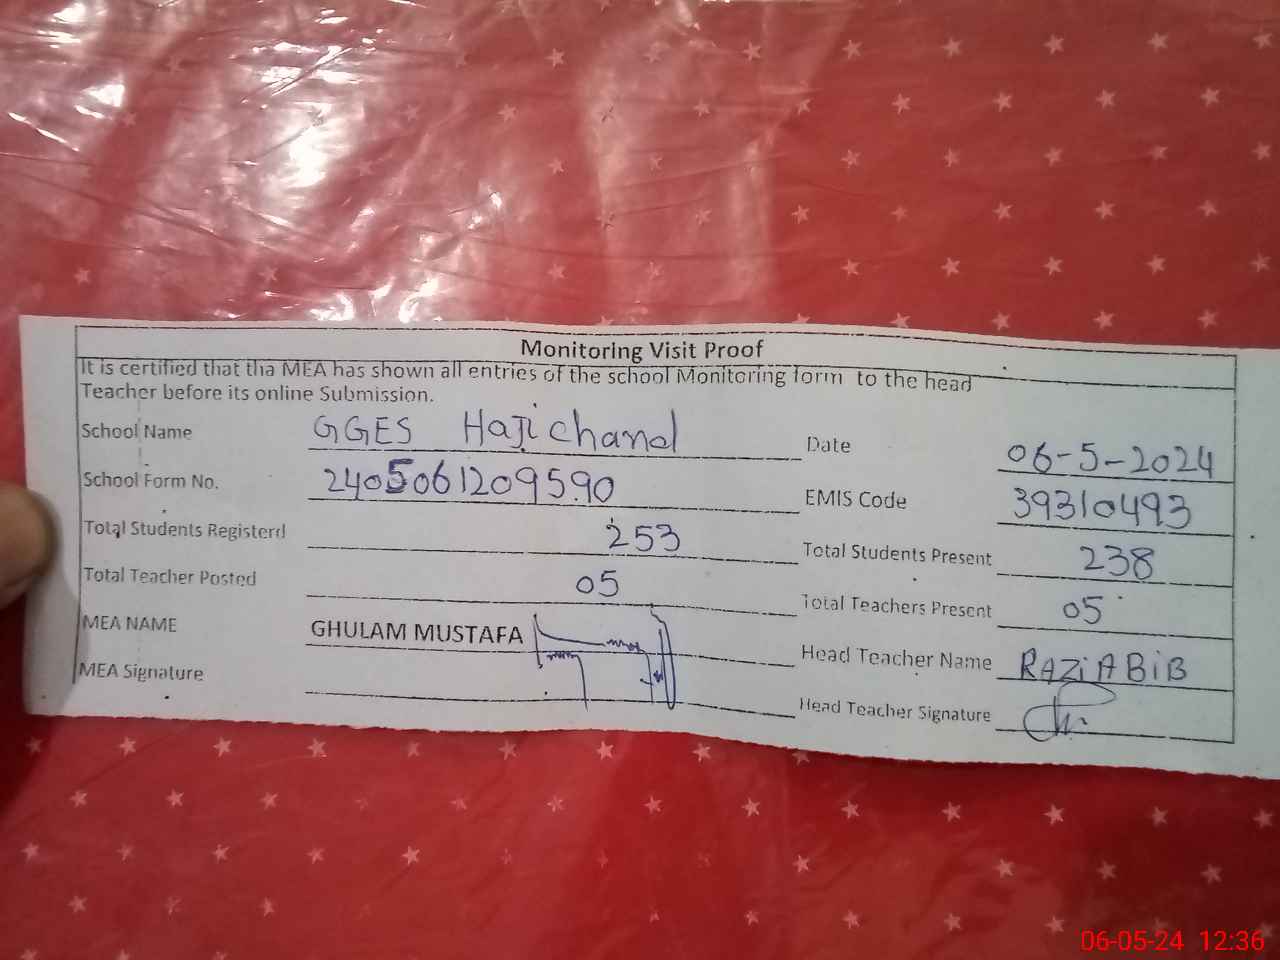 Monitoring Visit Proof
It is certified that tha MEA has shown all entries of the school Monitoring form to the head
Teacher before its online Submission.
School Name GGES Haji chand Date 06-5-2024
School Form No. 2405061209590 EMIS Code 39310493
Total Students Registerd 253 Total Students Present 238
Total Teacher Posted 05 Total Teachers Present 05
MEA NAME GHULAM MUSTAFA Head Teacher Name RAZiA BiB
MEA Signature Head Teacher Signature
06-05-24 12:36